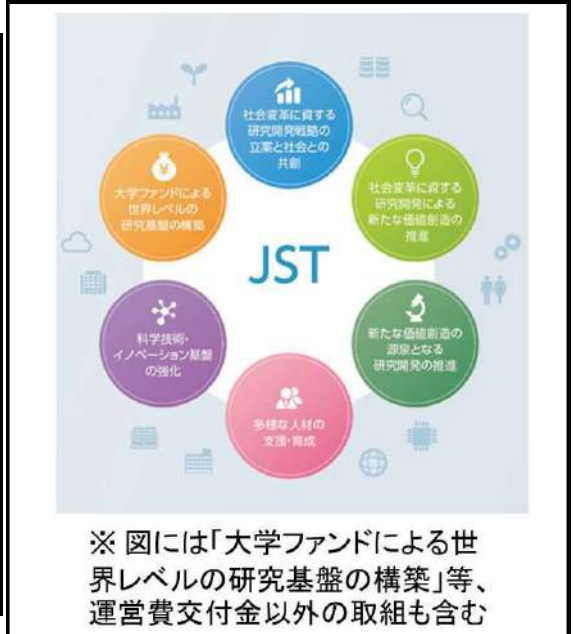 社会変革に資する
研究開発戦略の
立案と社会との
共創
大学ファンドによる
世界レベルの
研究基盤の構築
社会変革に資する
研究開発による
新たな価値創造の
推進
JST
科学技術・
イノベーション基盤
の強化
新たな価値創造の
源泉となる
研究開発の推進
多様な人材の
支援・育成
※ 図には「大学ファンドによる世
界レベルの研究基盤の構築」等、
運営費交付金以外の取組も含む